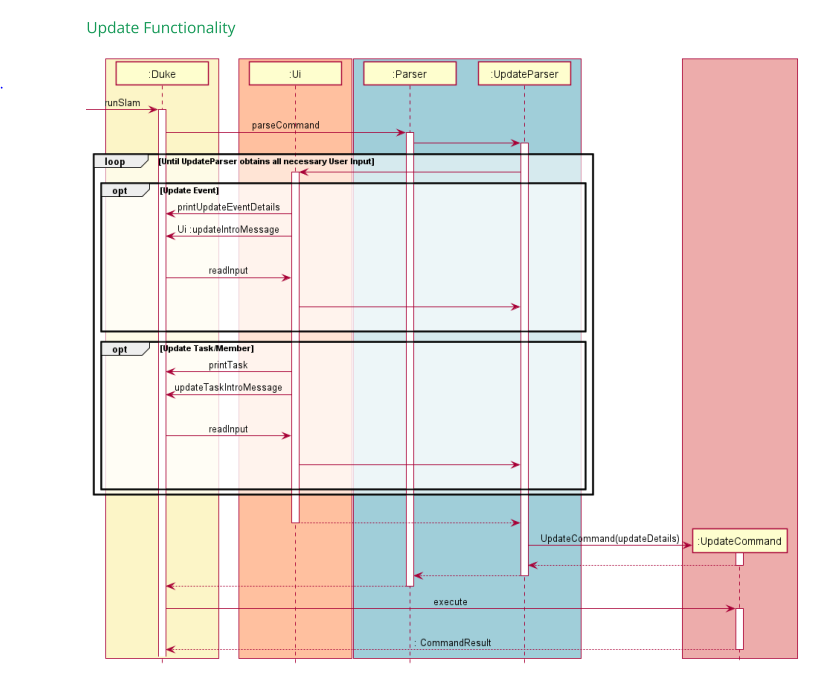 Update Functionality
:Duke
:Ui
:Parser
:UpdateParser
.
runSlam
parseCommand
loop [Until UpdateParser obtains all necessary User Input]
opt [Update Event]
printUpdateEventDetails
Ui :updateIntroMessage
readInput
opt [Update Task/Member]
printTask
updateTaskIntroMessage
readInput
UpdateCommand(updateDetails)
:UpdateCommand
execute
: CommandResult